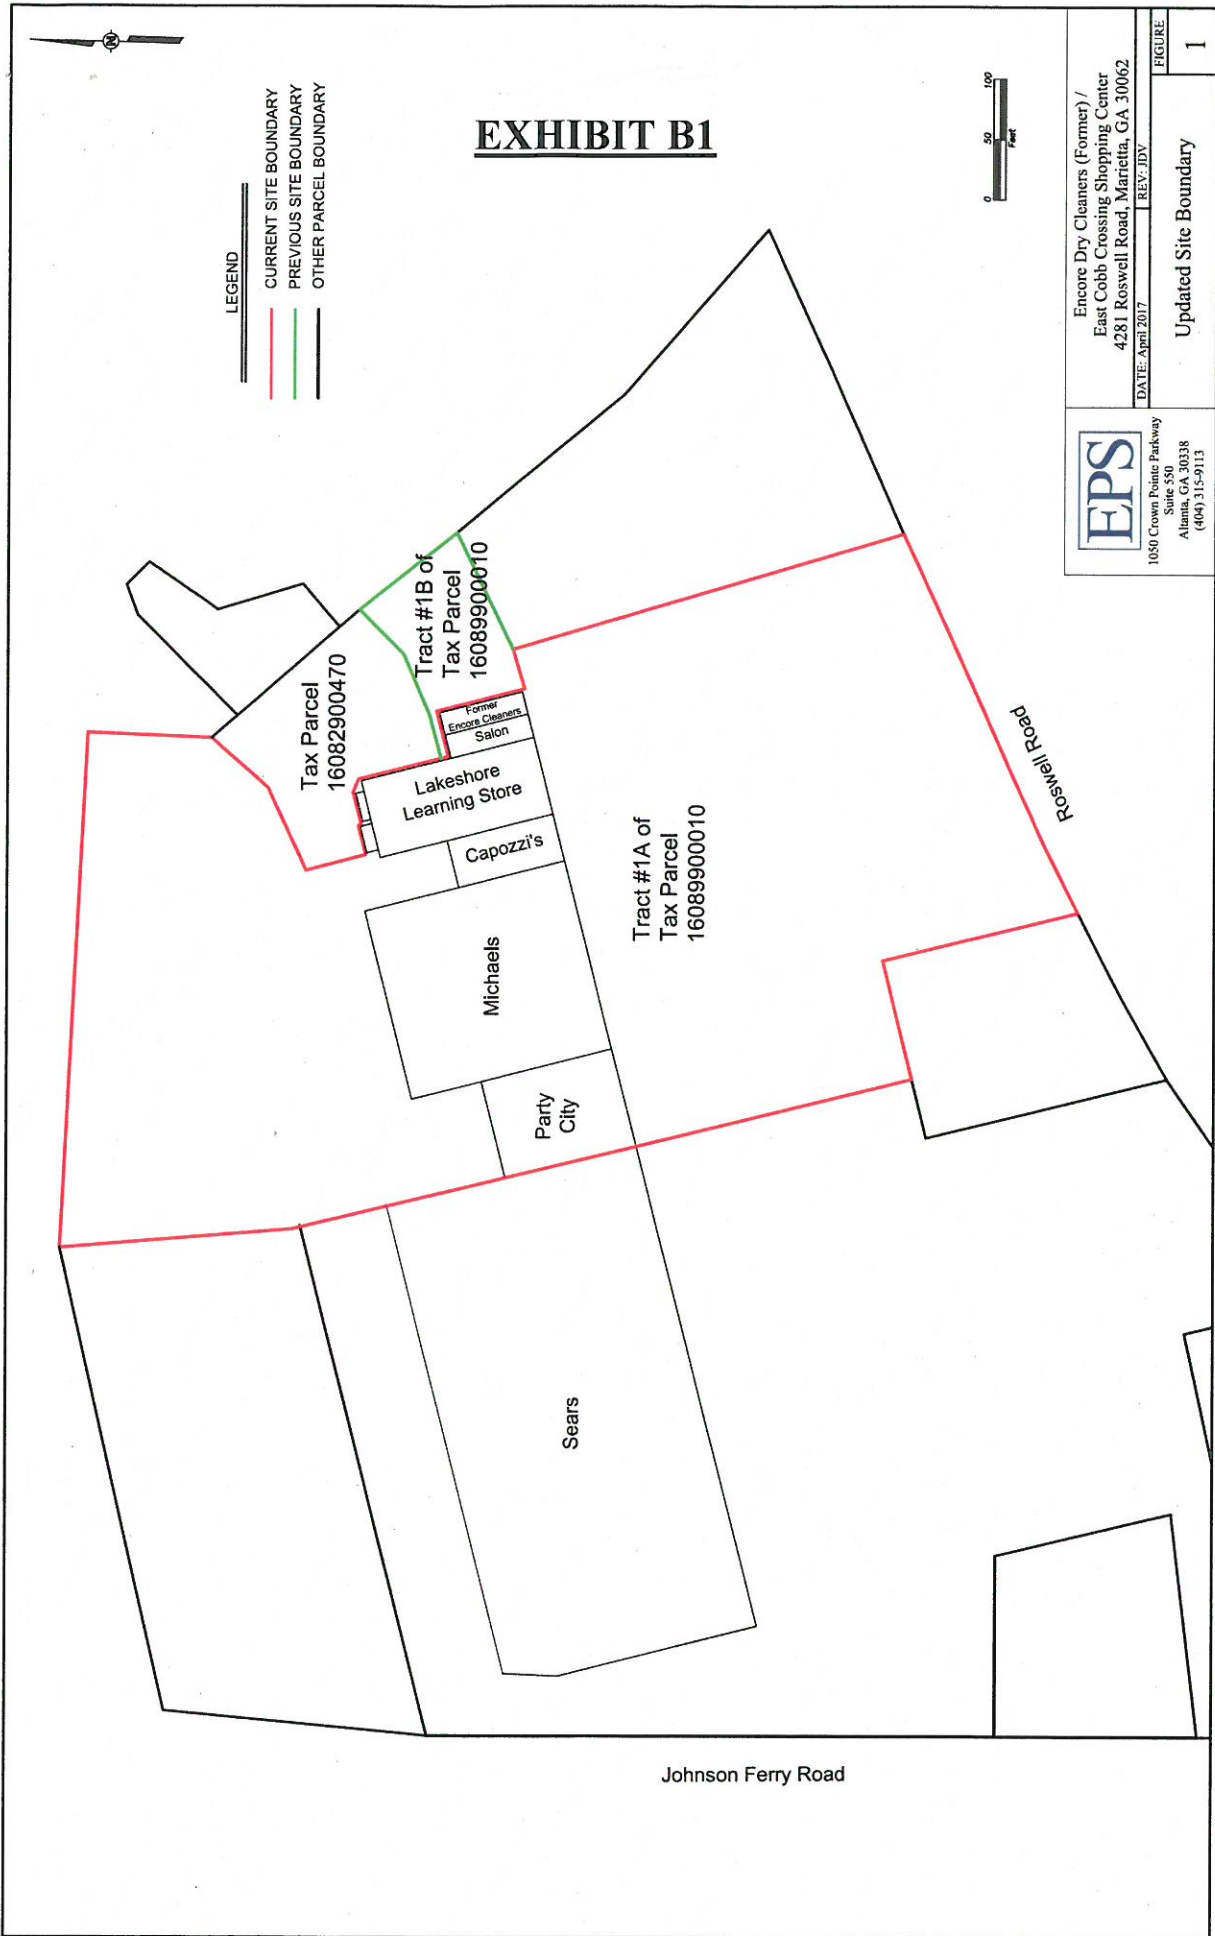 EXHIBIT B1
N
LEGEND
CURRENT SITE BOUNDARY
PREVIOUS SITE BOUNDARY
OTHER PARCEL BOUNDARY
0 50 100
Feet
Tax Parcel
16082900470
Tract #1B of
Tax Parcel
16089900010
Former
Encore Cleaners
Salon
Lakeshore
Learning Store
Capozzi's
Michaels
Party
City
Sears
Tract #1A of
Tax Parcel
16089900010
Roswell Road
Johnson Ferry Road
EPS
1050 Crown Pointe Parkway
Suite 550
Altanta, GA 30338
(404) 315-9113
Encore Dry Cleaners (Former) /
East Cobb Crossing Shopping Center
4281 Roswell Road, Marietta, GA 30062
DATE: April 2017
REV: JDV
Updated Site Boundary
FIGURE
1